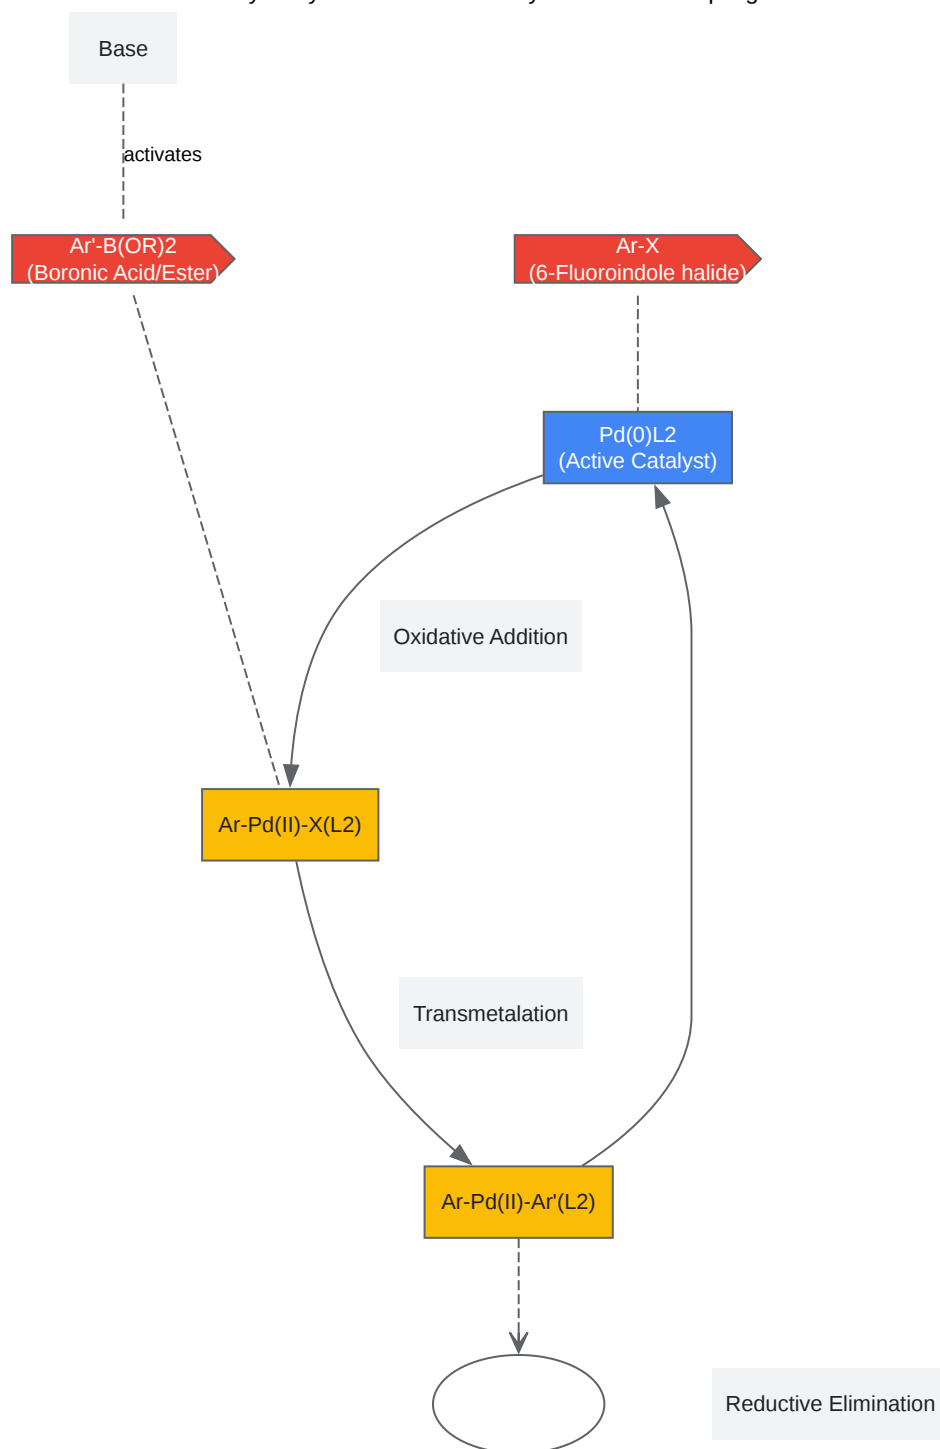 Base
activates
Ar'-B(OR)2
(Boronic Acid/Ester)
Ar-X
(6-Fluoroindole halide)
Pd(0)L2
(Active Catalyst)
Oxidative Addition
Ar-Pd(II)-X(L2)
Transmetalation
Ar-Pd(II)-Ar'(L2)
Reductive Elimination